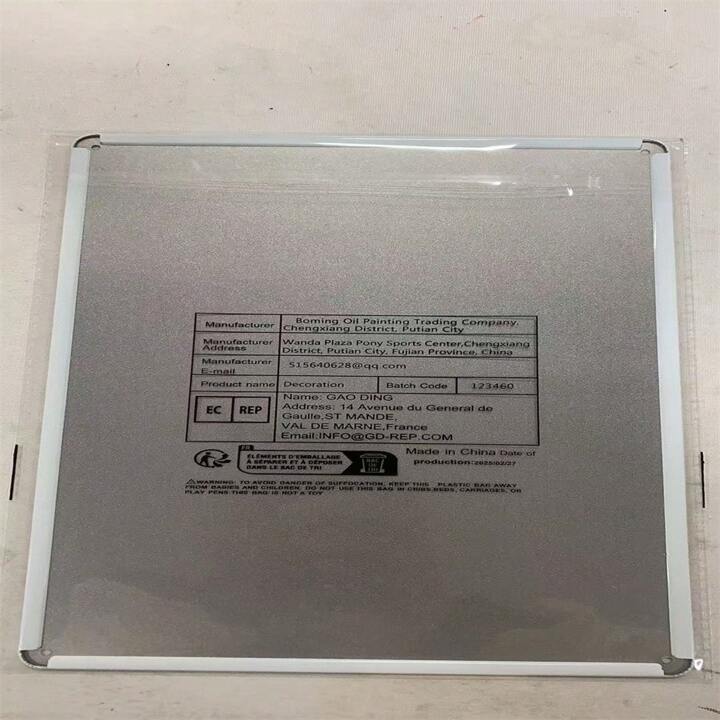 Manufacturer Boming Oil Painting Trading Company, Chengxiang District, Putian City
Manufacturer Address Wanda Plaza Pony Sports Center,Chengxiang District, Putian City, Fujian Province, China
Manufacturer E-mail 515640628@qq.com
Product name Decoration Batch Code 123460
EC REP Name: GAO DING
Address: 14 Avenue du General de
Gaulle,ST MANDE,
VAL DE MARNE,France
Email:INFO@GD-REP.COM
FR
ÉLÉMENTS D'EMBALLAGE
À SÉPARER ET À DÉPOSER
DANS LE BAC DE TRI
BAC
DE
TRI
Made in China Date of
production:2025/02/27
WARNING: TO AVOID DANGER OF SUFFOCATION, KEEP THIS PLASTIC BAG AWAY
FROM BABIES AND CHILDREN. DO NOT USE THIS BAG IN CRIBS,BEDS, CARRIAGES, OR
PLAY PENS THIS BAG IS NOT A TOY